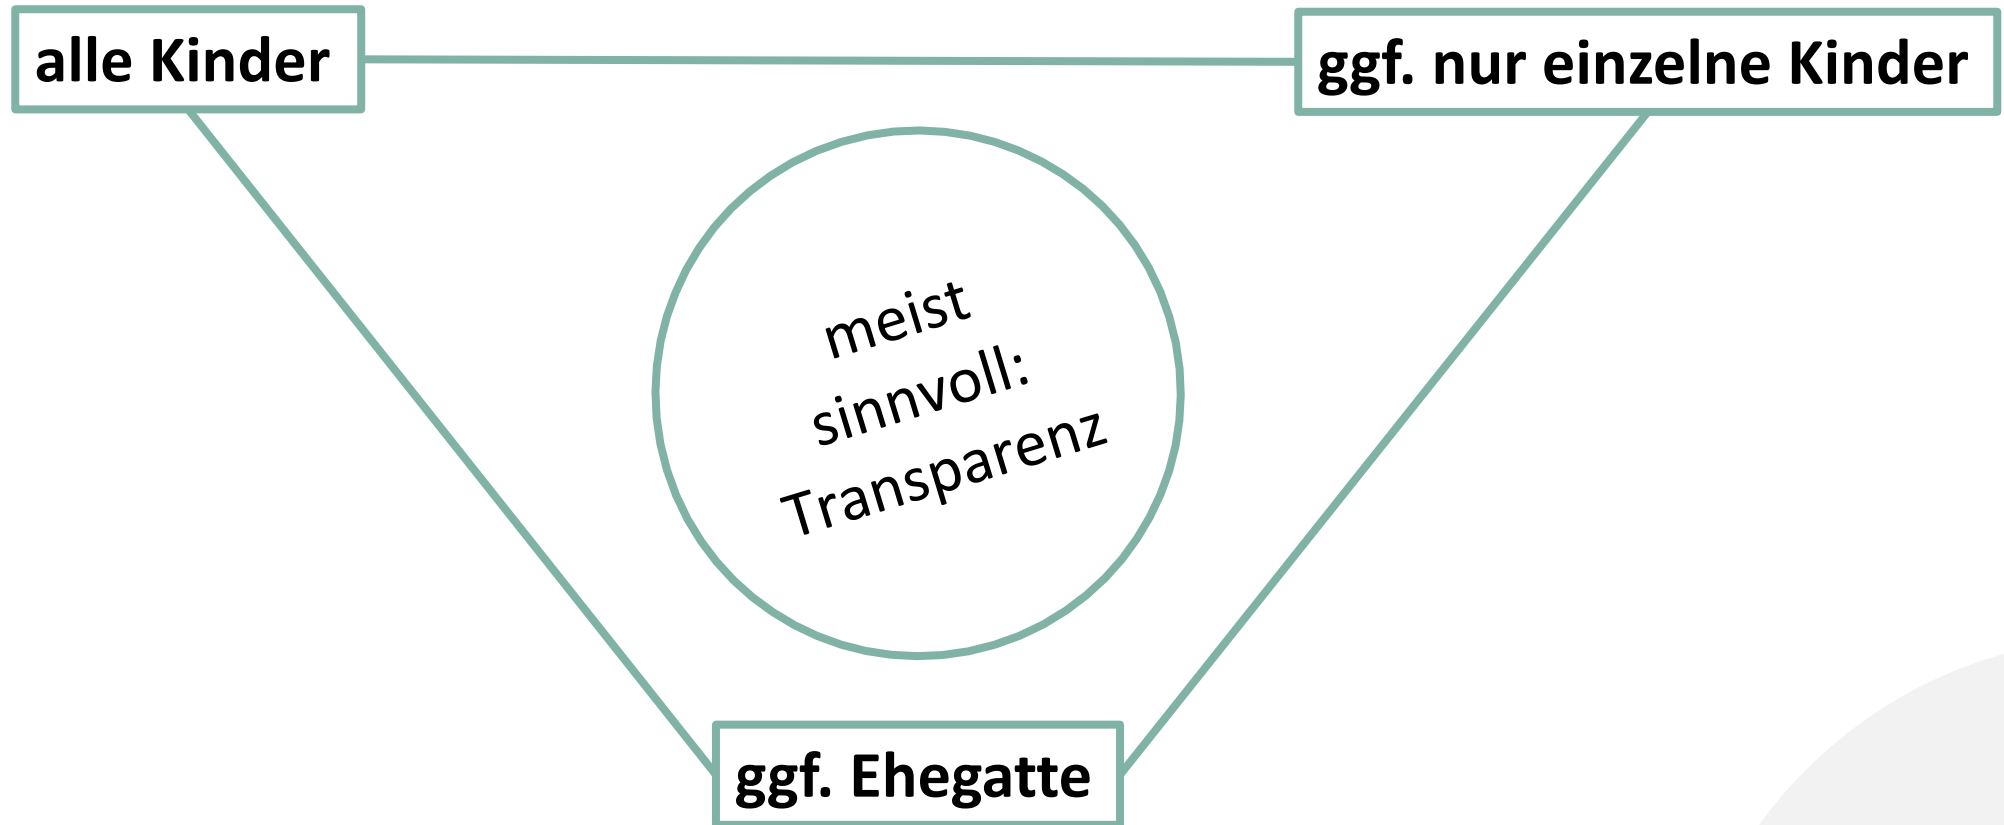 alle Kinder
ggf. nur einzelne Kinder
meist
sinnvoll:
Transparenz
ggf. Ehegatte